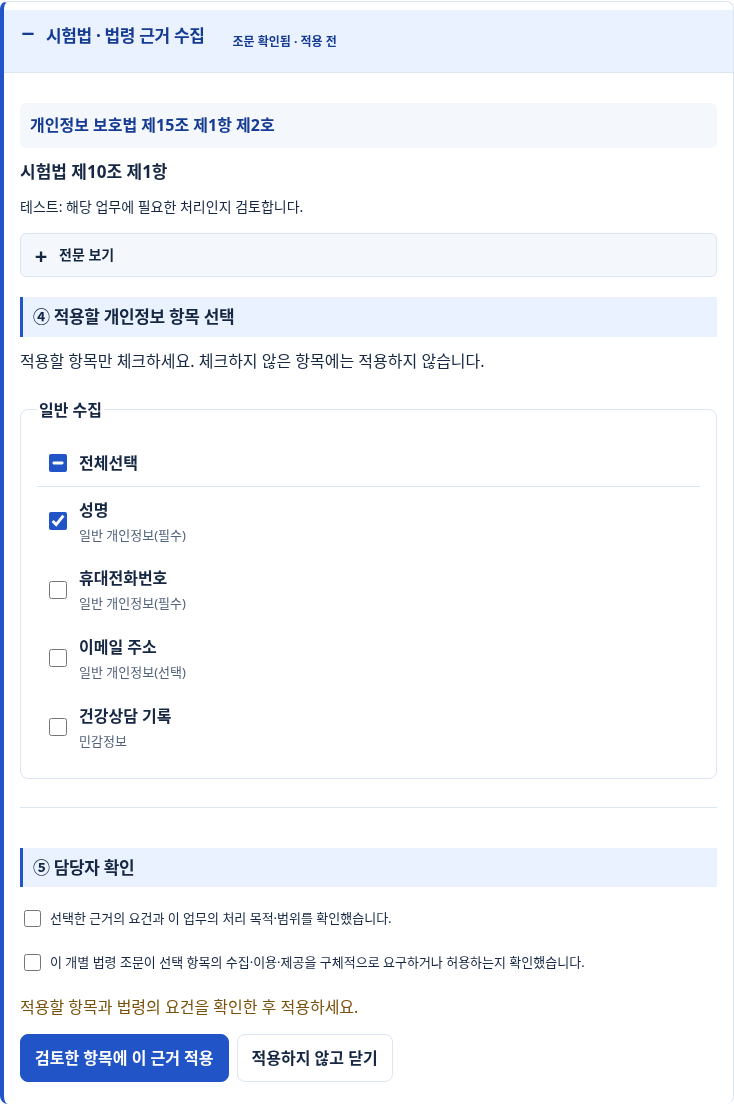 − 시험법 · 법령 근거 수집 조문 확인됨 · 적용 전
개인정보 보호법 제15조 제1항 제2호
시험법 제10조 제1항
테스트: 해당 업무에 필요한 처리인지 검토합니다.
+ 전문 보기
④ 적용할 개인정보 항목 선택
적용할 항목만 체크하세요. 체크하지 않은 항목에는 적용하지 않습니다.
일반 수집
전체선택
성명
일반 개인정보(필수)
휴대전화번호
일반 개인정보(필수)
이메일 주소
일반 개인정보(선택)
건강상담 기록
민감정보
⑤ 담당자 확인
선택한 근거의 요건과 이 업무의 처리 목적·범위를 확인했습니다.
이 개별 법령 조문이 선택 항목의 수집·이용·제공을 구체적으로 요구하거나 허용하는지 확인했습니다.
적용할 항목과 법령의 요건을 확인한 후 적용하세요.
검토한 항목에 이 근거 적용 적용하지 않고 닫기